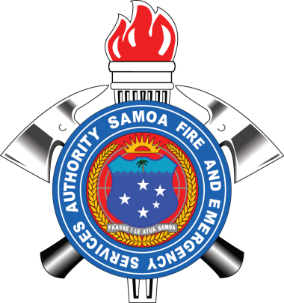 SAMOA FIRE AND EMERGENCY SERVICES AUTHORITY
FAAVAE I LE ATUA SAMOA